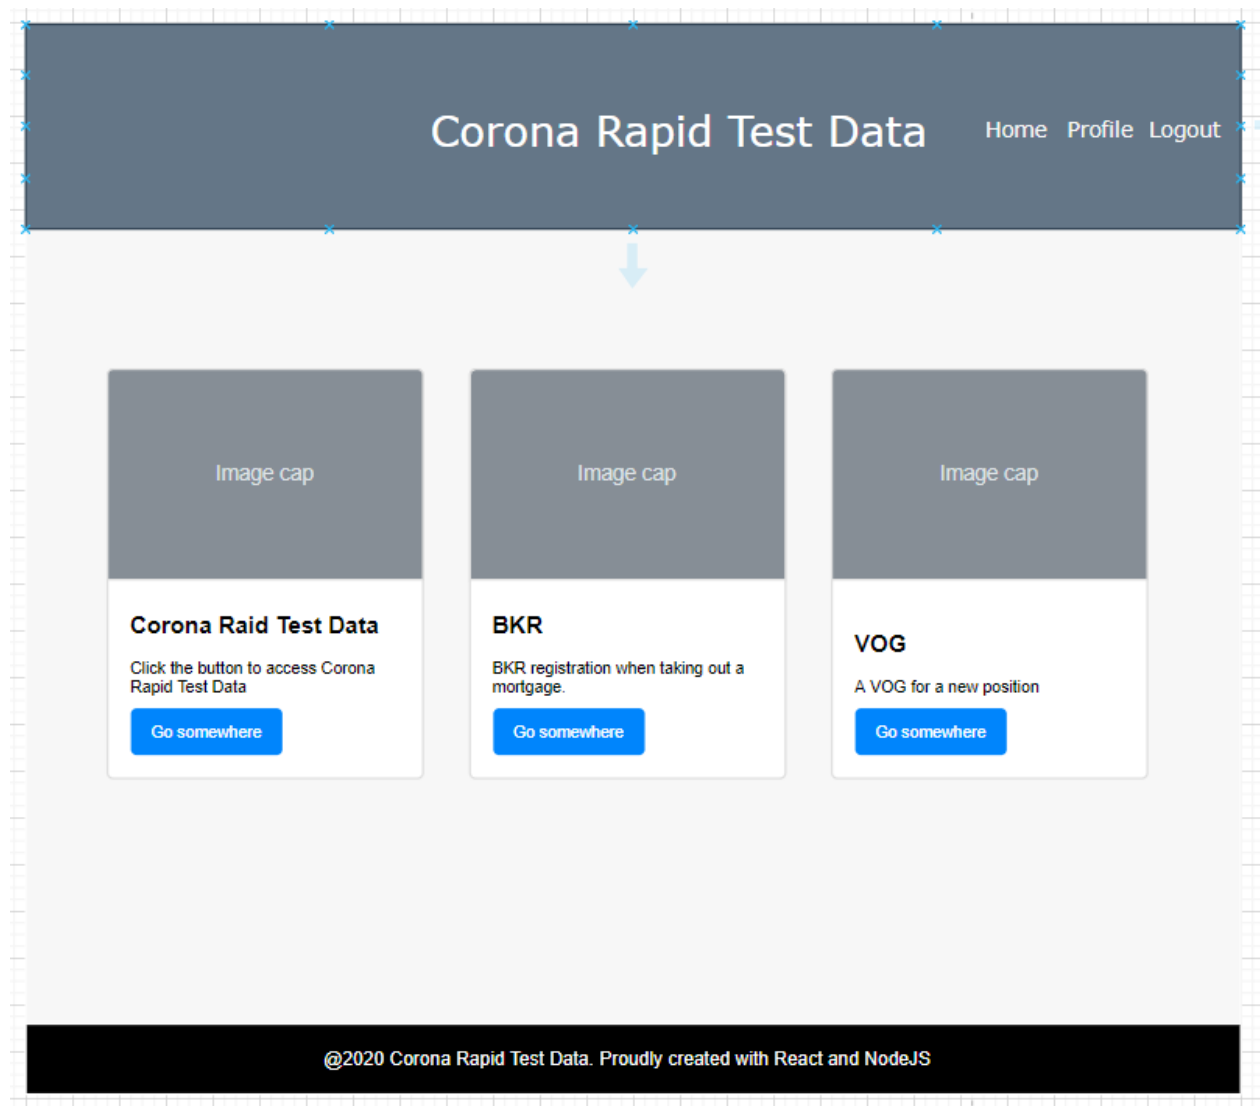 Corona Rapid Test Data
Home Profile Logout
Image cap
Image cap
Image cap
Corona Raid Test Data
Click the button to access Corona
Rapid Test Data
Go somewhere
BKR
BKR registration when taking out a
mortgage.
Go somewhere
VOG
A VOG for a new position
Go somewhere
@2020 Corona Rapid Test Data. Proudly created with React and NodeJS